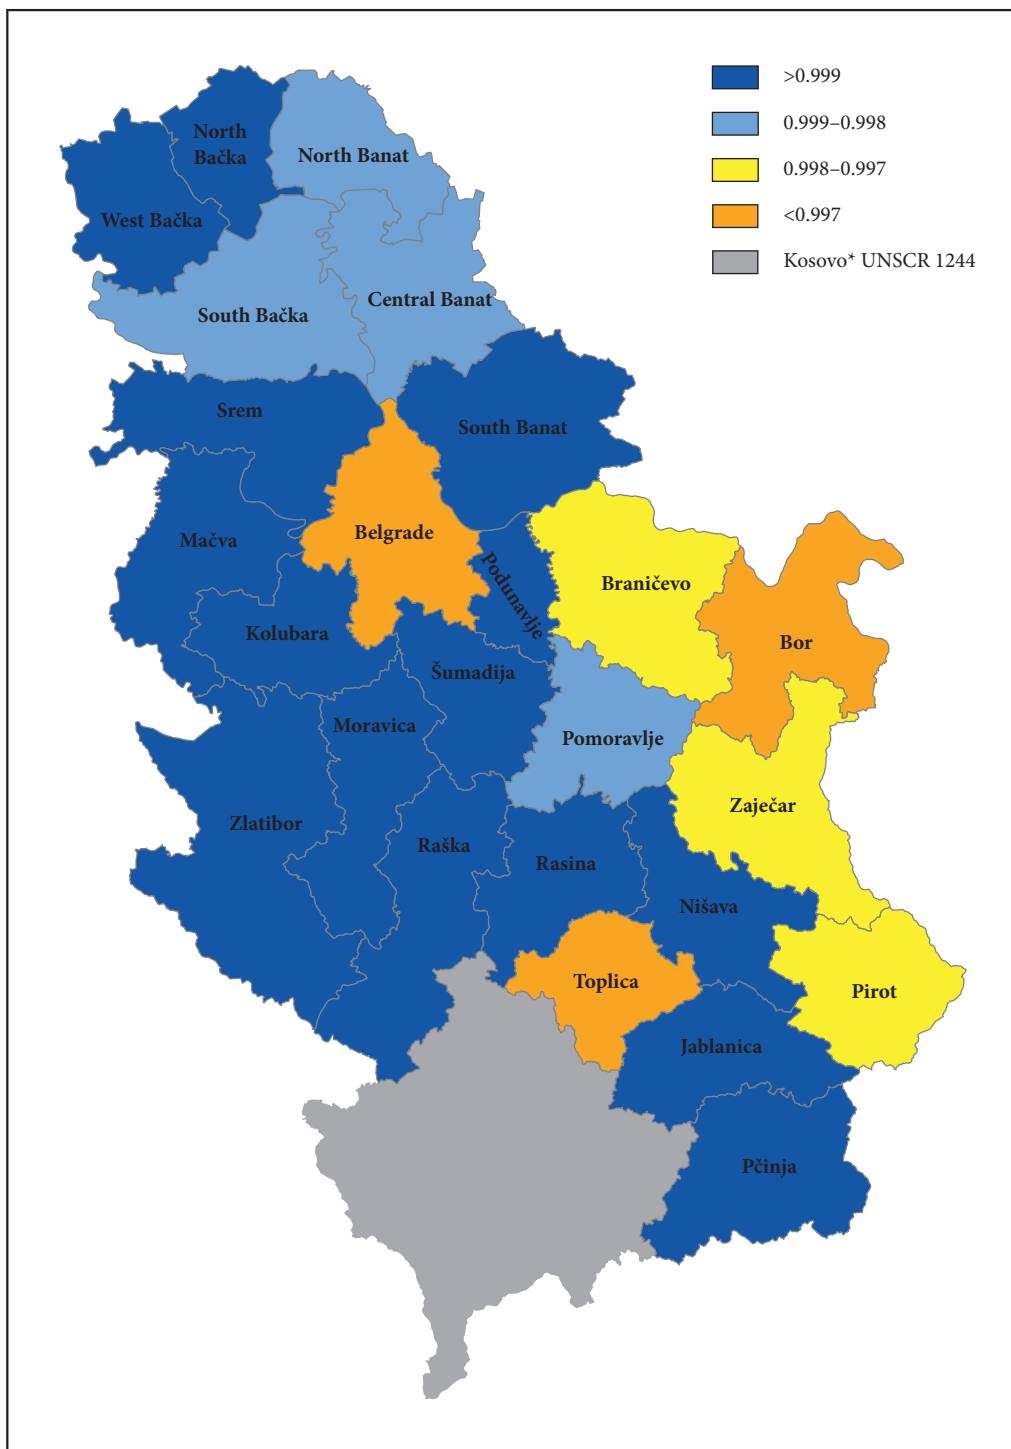 >0.999
0.999–0.998
0.998–0.997
<0.997
Kosovo* UNSCR 1244
North
Bačka
North Banat
West Bačka
Central Banat
South Bačka
Srem
South Banat
Belgrade
Mačva
Podunavlje
Braničevo
Kolubara
Bor
Šumadija
Moravica
Pomoravlje
Zaječar
Zlatibor
Raška
Rasina
Nišava
Toplica
Pirot
Jablanica
Pčinja